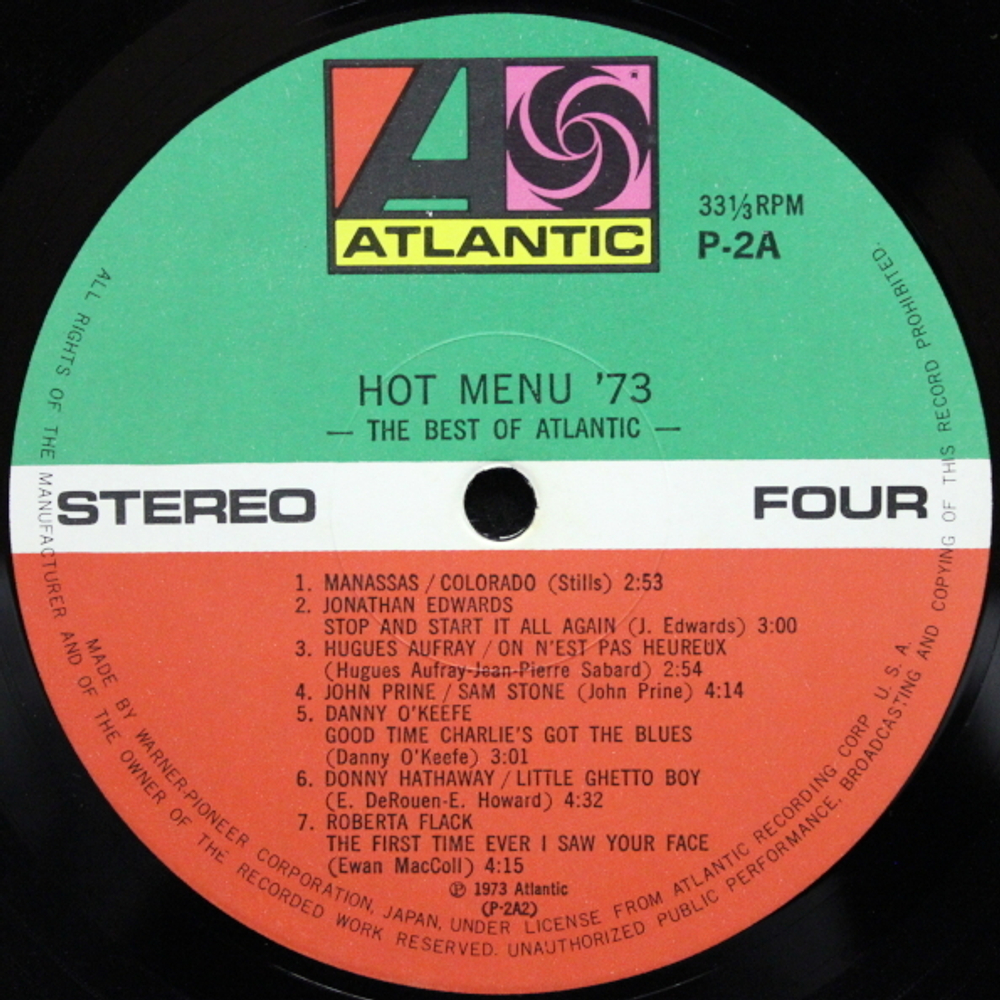 ATLANTIC
33⅓ RPM
P-2A
HOT MENU '73
— THE BEST OF ATLANTIC —
STEREO
FOUR
1. MANASSAS / COLORADO (Stills) 2:53
2. JONATHAN EDWARDS
STOP AND START IT ALL AGAIN (J. Edwards) 3:00
3. HUGUES AUFRAY / ON N'EST PAS HEUREUX
(Hugues Aufray-Jean-Pierre Sabard) 2:54
4. JOHN PRINE / SAM STONE (John Prine) 4:14
5. DANNY O'KEEFE
GOOD TIME CHARLIE'S GOT THE BLUES
(Danny O'Keefe) 3:01
6. DONNY HATHAWAY / LITTLE GHETTO BOY
(E. DeRouen-E. Howard) 4:32
7. ROBERTA FLACK
THE FIRST TIME EVER I SAW YOUR FACE
(Ewan MacColl) 4:15
℗ 1973 Atlantic
(P-2A2)
MADE BY WARNER-PIONEER CORPORATION, JAPAN, UNDER LICENSE FROM ATLANTIC RECORDING CORP U. S. A.
ALL RIGHTS OF THE MANUFACTURER AND OF THE OWNER OF THE RECORDED WORK RESERVED. UNAUTHORIZED PUBLIC PERFORMANCE, BROADCASTING AND COPYING OF THIS RECORD PROHIBITED.